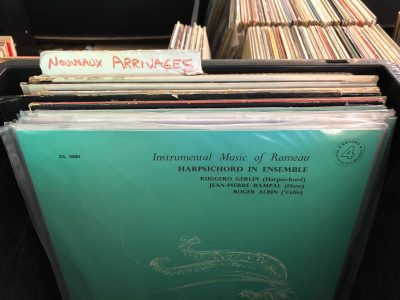 NOUVEAUX ARRIVAGES
Instrumental Music of Rameau
HARPSICHORD IN ENSEMBLE
RUGGERO GERLIN (Harpsichord)
JEAN-PIERRE RAMPAL (Flute)
ROGER ALBIN ('Cello)
4